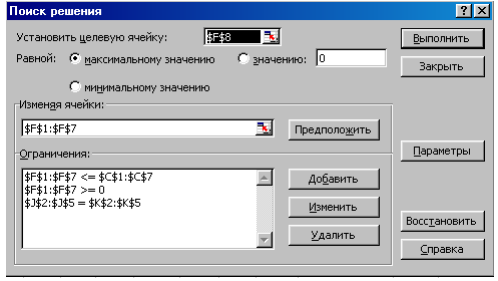 Поиск решения
Установить целевую ячейку: $F$8
Выполнить
Равной: максимальному значению значению: 0
Закрыть
минимальному значению
Изменяя ячейки:
$F$1:$F$7
Предположить
Параметры
Ограничения:
$F$1:$F$7 <= $C$1:$C$7
$F$1:$F$7 >= 0
$J$2:$J$5 = $K$2:$K$5
Добавить
Изменить
Удалить
Восстановить
Справка